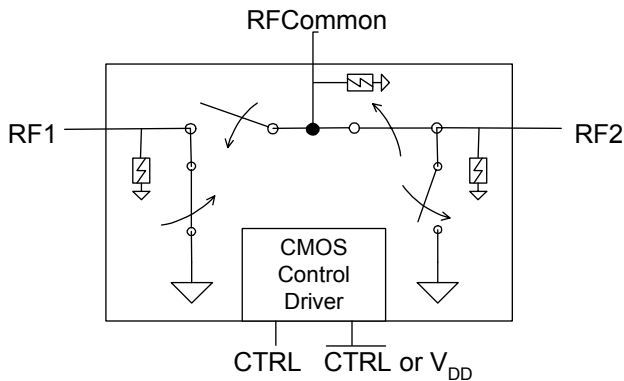 RFCommon
RF1
RF2
CMOS
Control
Driver
CTRL
CTRL or VDD